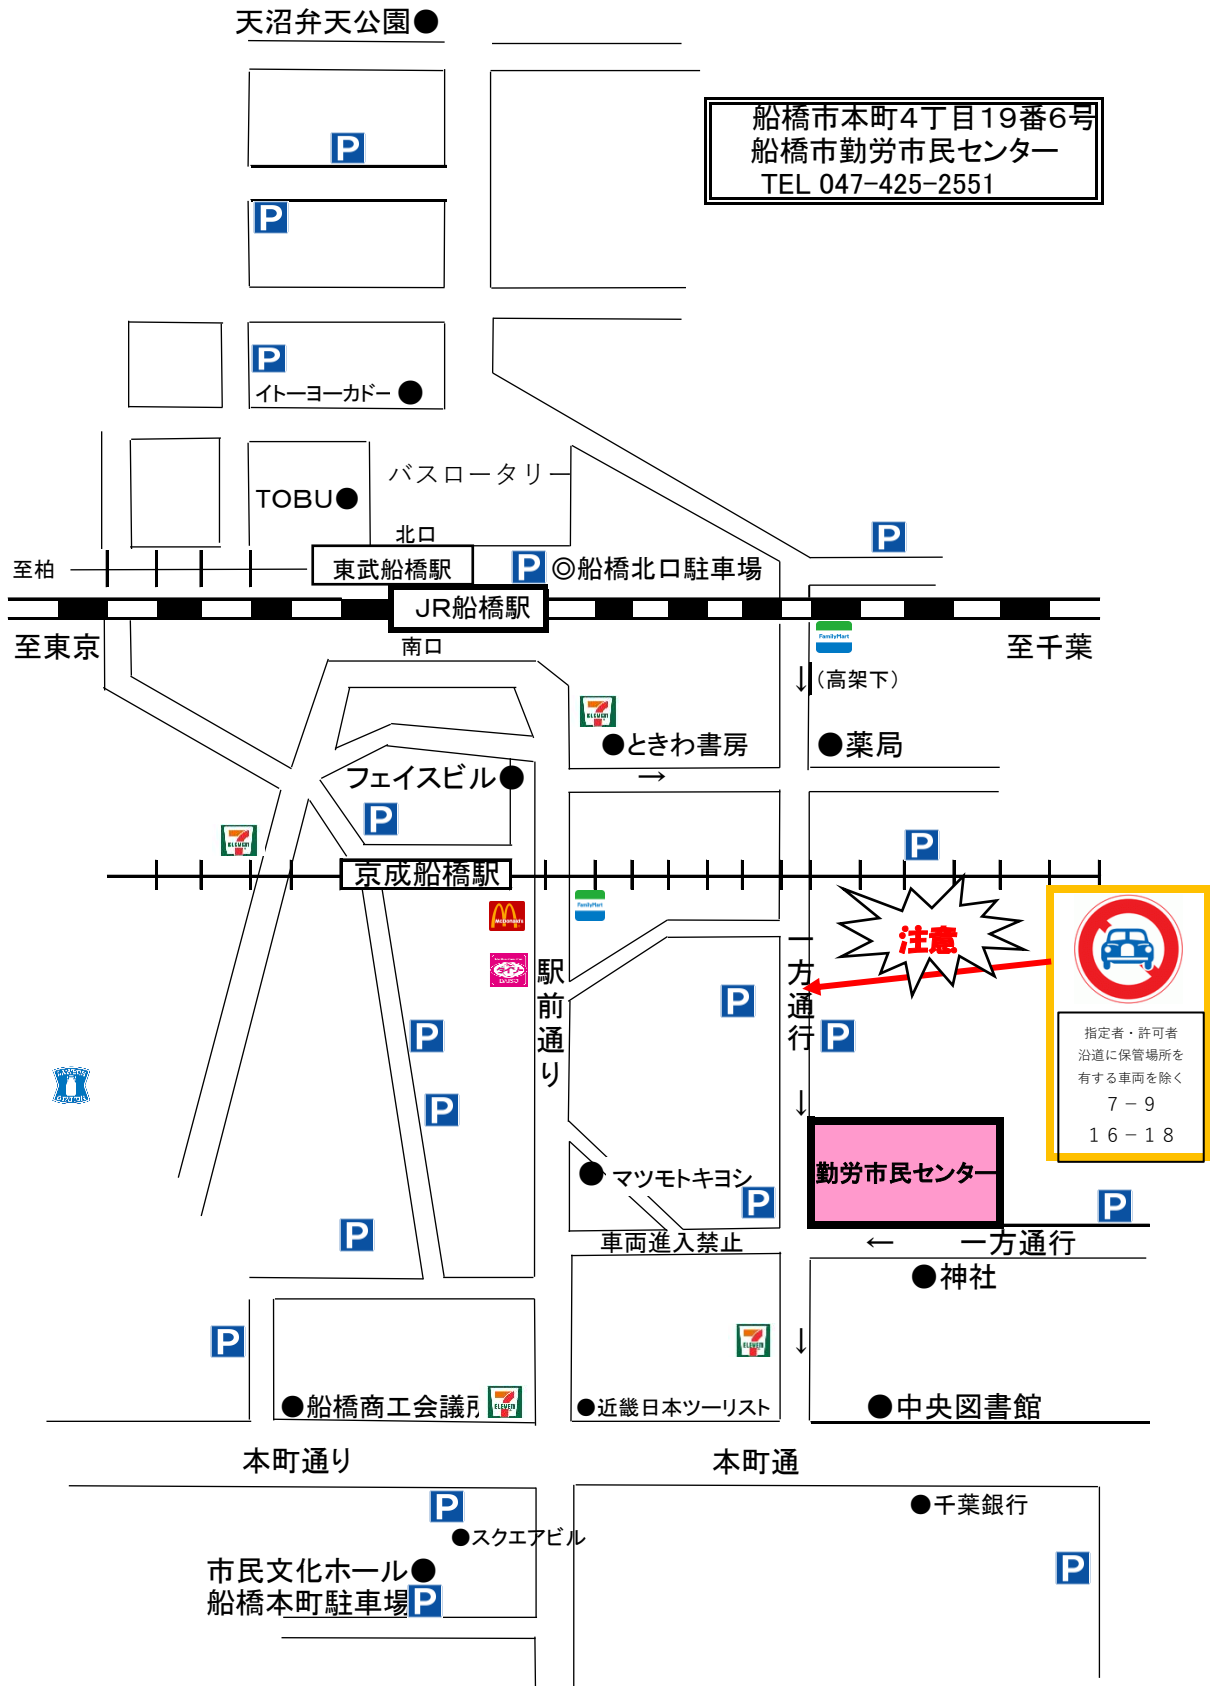 天沼弁天公園●
船橋市本町4丁目19番6号
船橋市勤労市民センター
TEL 047-425-2551
P
P
P
イトーヨーカドー ●
バスロータリー
TOBU●
北口
P
至柏
東武船橋駅
P ◎船橋北口駐車場
JR船橋駅
至東京
南口
FamilyMart
至千葉
↓(高架下)
7 ELEVEN
●ときわ書房
●薬局
→
フェイスビル●
P
7 ELEVEN
P
京成船橋駅
McDonald's
FamilyMart
注意
駅前通り
一方通行
P
P
P
指定者・許可者
沿道に保管場所を
有する車両を除く
7-9
16-18
P
↓
勤労市民センター
● マツモトキヨシ
P
P
P
車両進入禁止
← 一方通行
●神社
P
7 ELEVEN
↓
●船橋商工会議所
7 ELEVEN
●近畿日本ツーリスト
●中央図書館
本町通り
本町通
P
●千葉銀行
●スクエアビル
市民文化ホール●
船橋本町駐車場
P
P